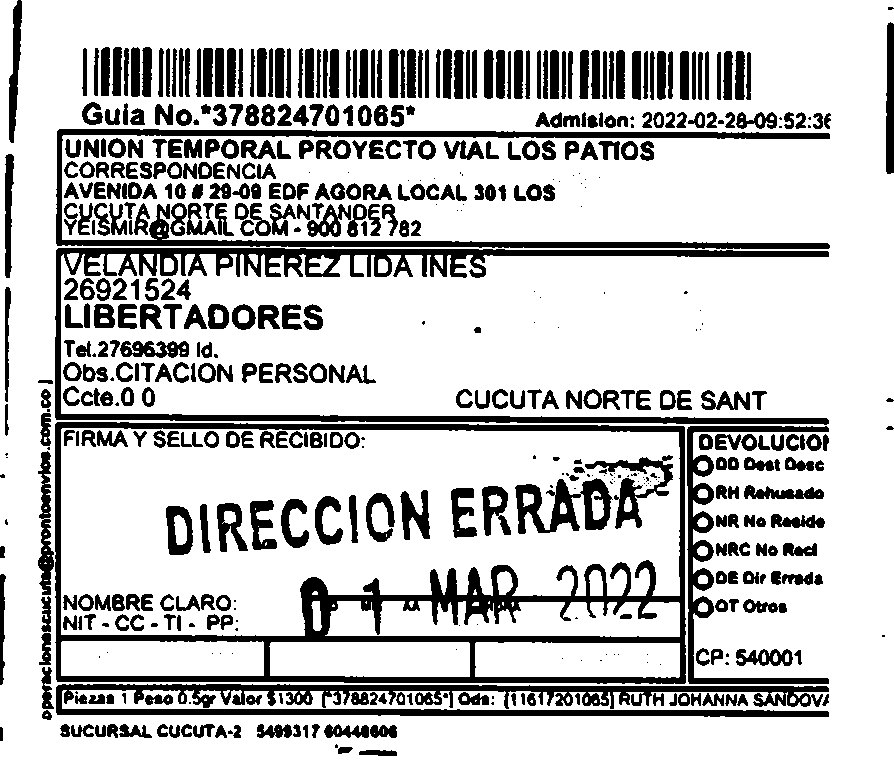 Guia No.*378824701065*
Admision: 2022-02-28-09:52:36
UNION TEMPORAL PROYECTO VIAL LOS PATIOS
CORRESPONDENCIA
AVENIDA 10 # 29-09 EDF AGORA LOCAL 301 LOS
CUCUTA NORTE DE SANTANDER
YEISMIR@GMAIL COM - 900 812 782
VELANDIA PINEREZ LIDA INES
26921524
LIBERTADORES
Tel.27696399 Id.
Obs.CITACION PERSONAL
Ccte.0 0
CUCUTA NORTE DE SANT
FIRMA Y SELLO DE RECIBIDO:
DIRECCION ERRADA
01 MAR 2022
NOMBRE CLARO:
NIT - CC - TI - PP:
DEVOLUCION
DD Dest Desc
RH Rehusado
NR No Reside
NRC No Recl
DE Dir Errada
OT Otros
CP: 540001
Piezas 1 Peso 0.5gr Valor $1300 [*378824701065*] Ods: [11617201065] RUTH JOHANNA SANDOVA
SUCURSAL CUCUTA-2 5499317 60448606
operacionescucuta@prontoenvios.com.co ]